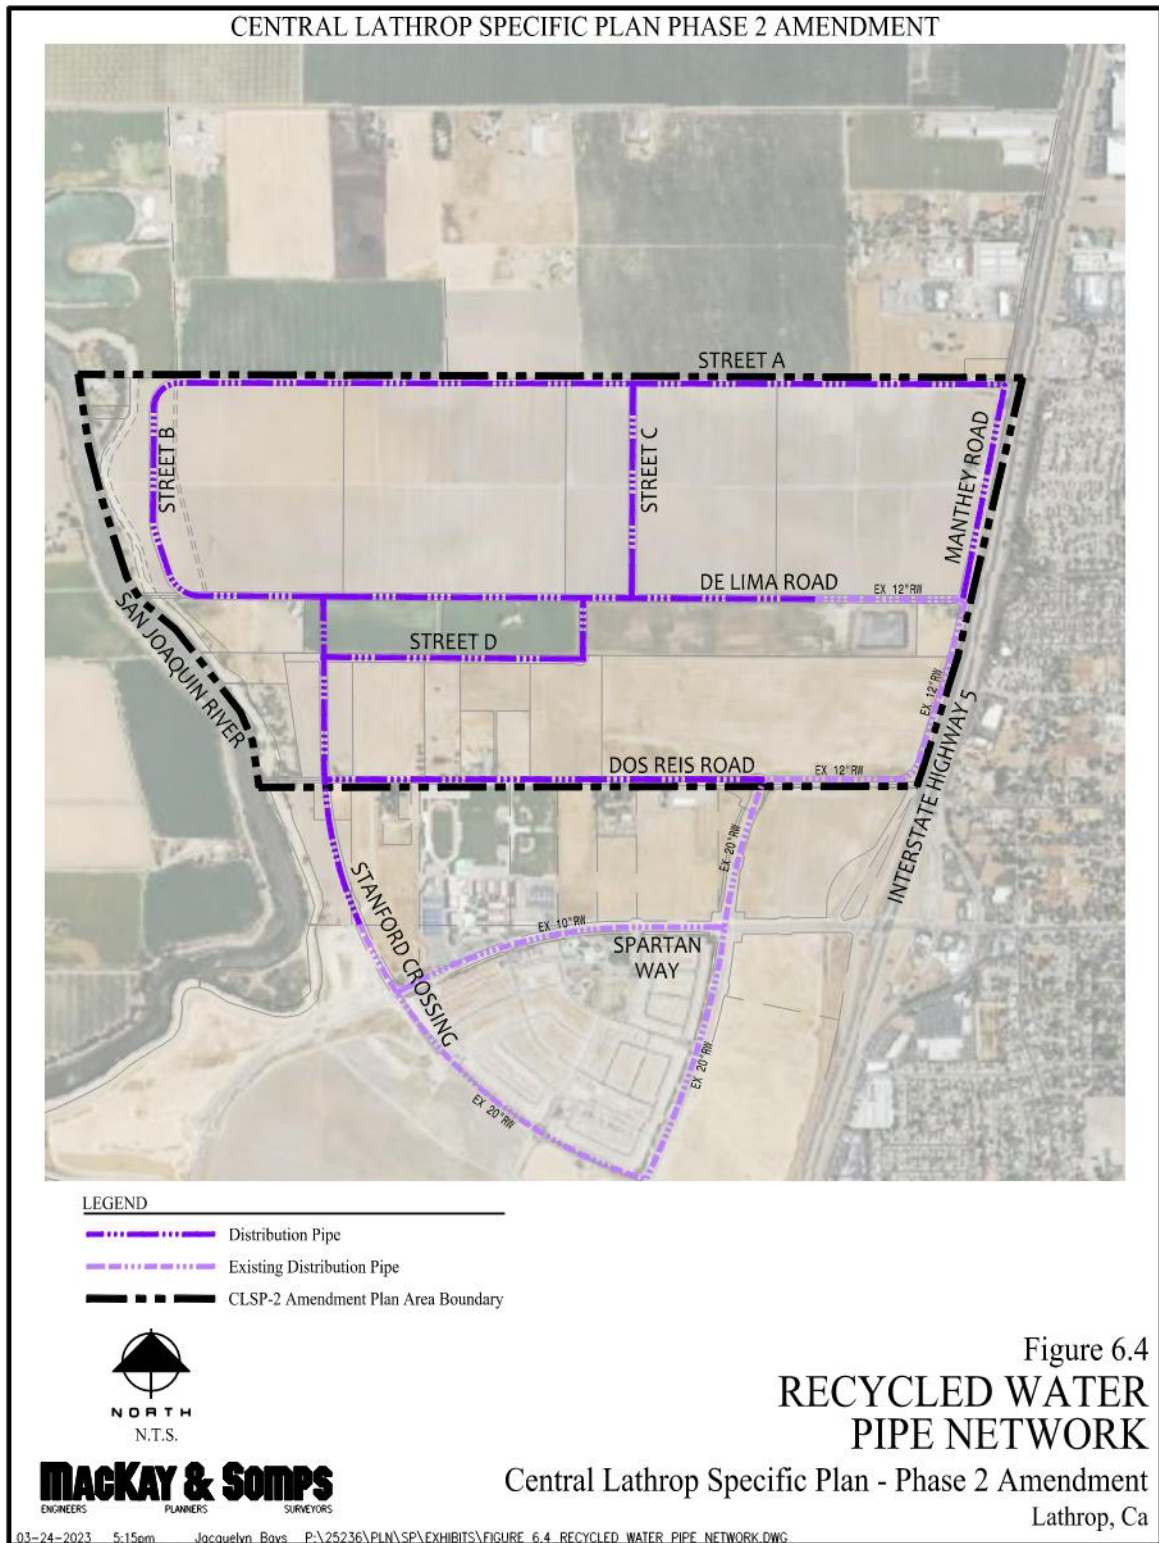 CENTRAL LATHROP SPECIFIC PLAN PHASE 2 AMENDMENT
STREET A
STREET B
STREET C
MANTHEY ROAD
DE LIMA ROAD
EX 12"RW
STREET D
SAN JOAQUIN RIVER
EX 12"RW
DOS REIS ROAD
EX 12"RW
INTERSTATE HIGHWAY 5
EX 20"RW
STANFORD CROSSING
EX 10"RW
SPARTAN
WAY
EX 20"RW
EX 20"RW
LEGEND
Distribution Pipe
Existing Distribution Pipe
CLSP-2 Amendment Plan Area Boundary
NORTH
N.T.S.
Figure 6.4
RECYCLED WATER
PIPE NETWORK
Central Lathrop Specific Plan - Phase 2 Amendment
Lathrop, Ca
MACKAY & SOMPS
ENGINEERS PLANNERS SURVEYORS
03-24-2023 5:15pm Jacquelyn Bays P:\25236\PLN\SP\EXHIBITS\FIGURE 6.4 RECYCLED WATER PIPE NETWORK.DWG